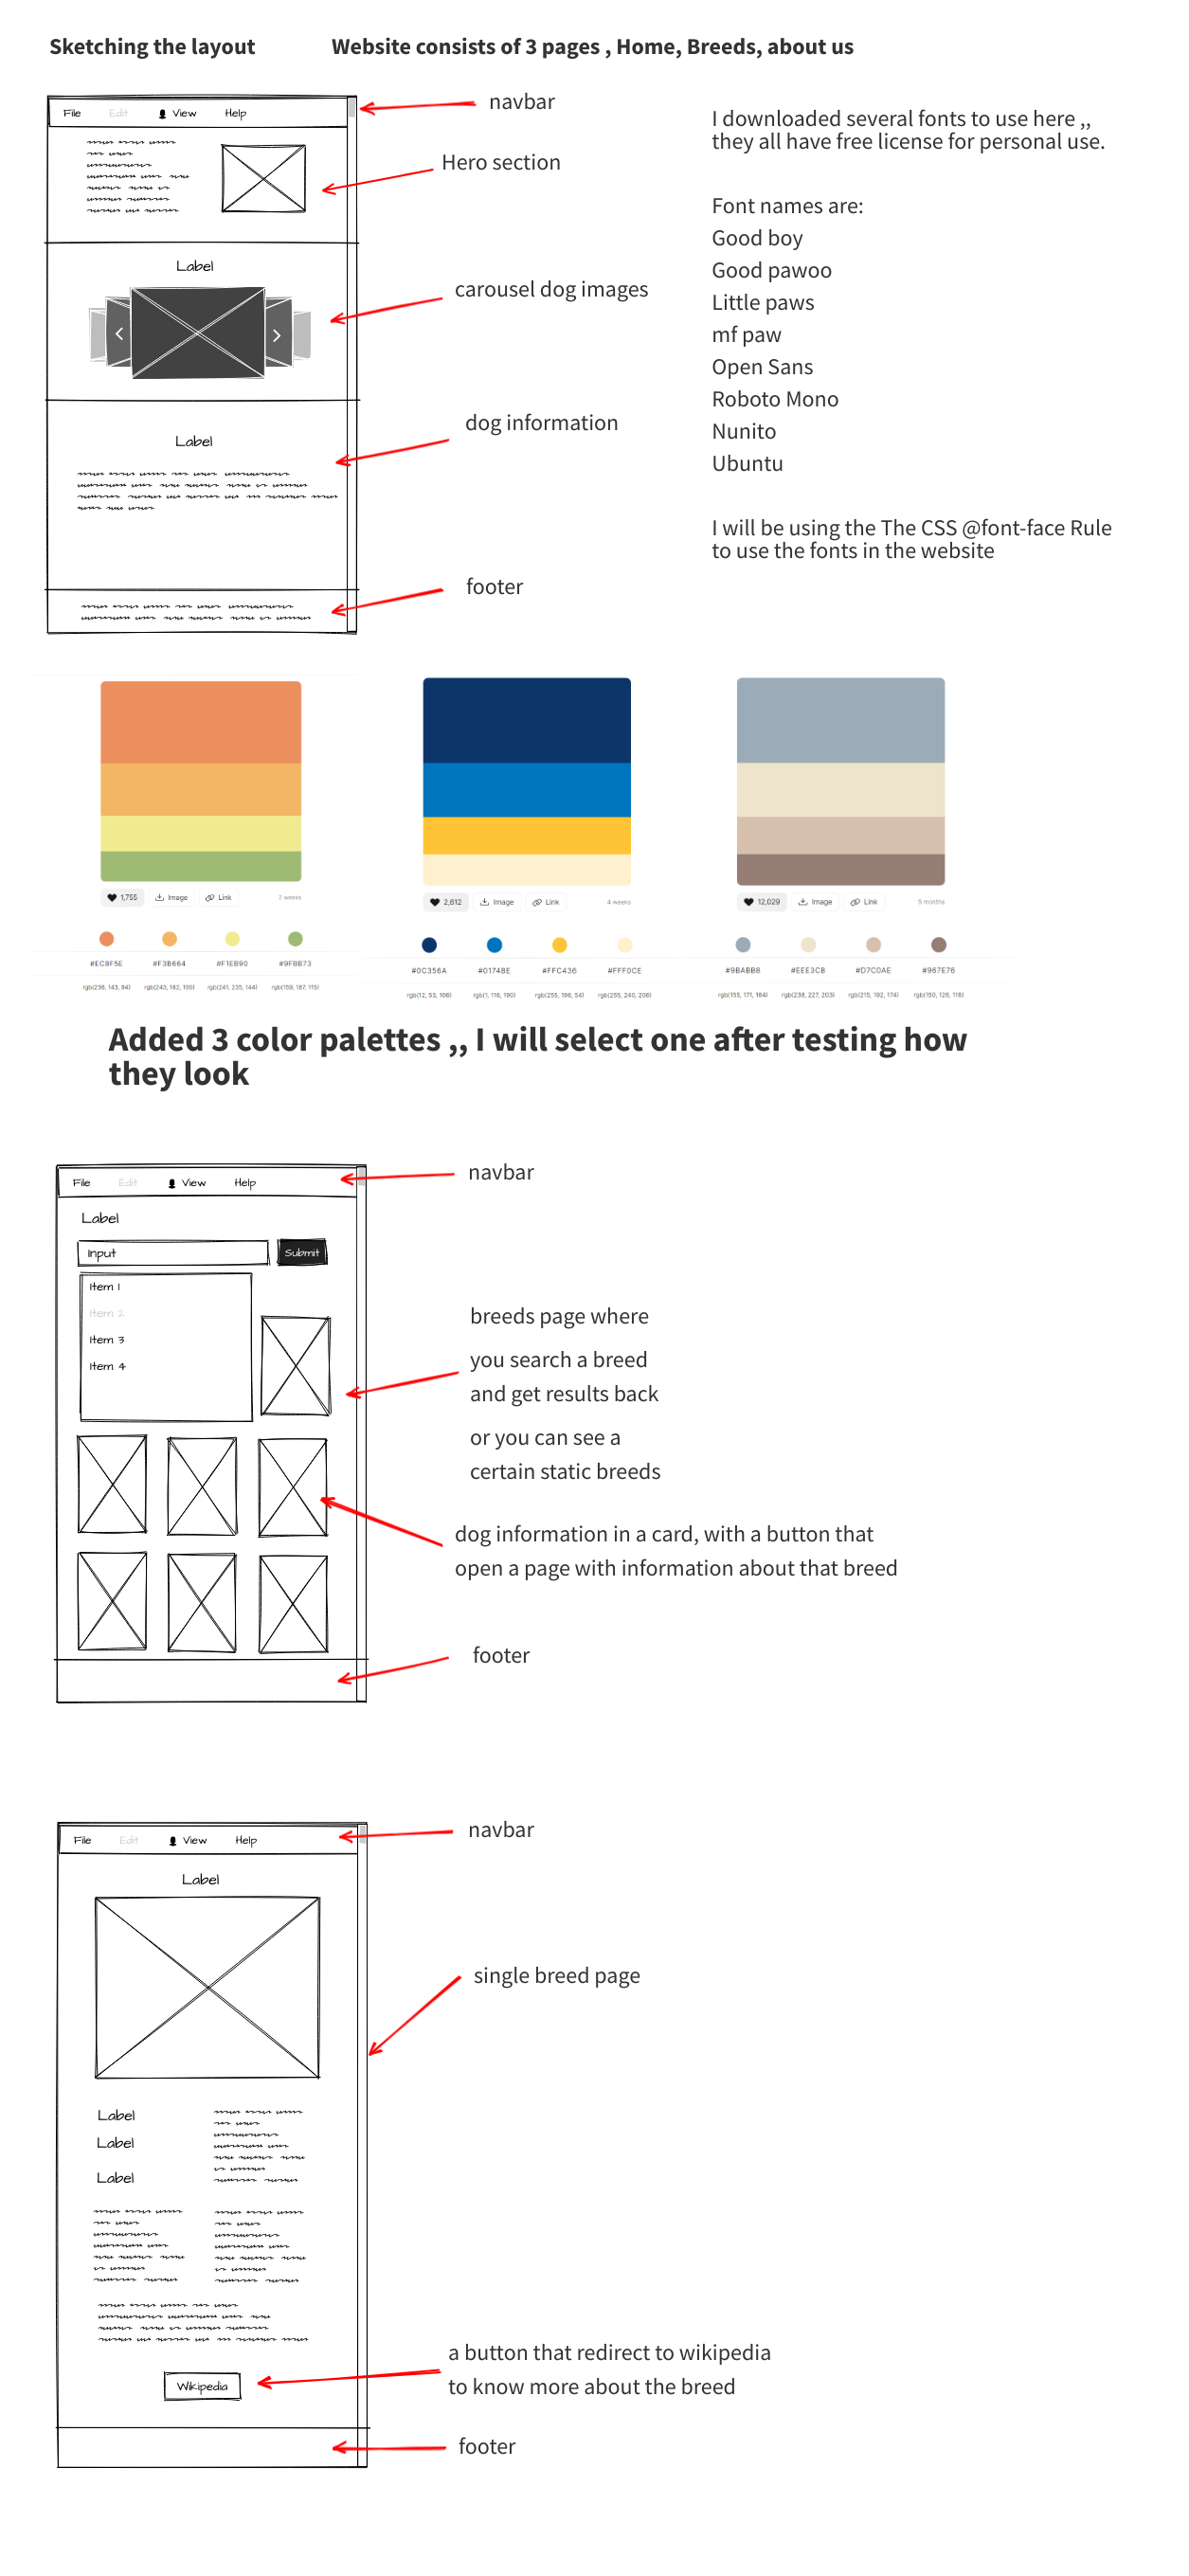 Sketching the layout
Website consists of 3 pages , Home, Breeds, about us
File Edit View Help
navbar
Hero section
Label
carousel dog images
Label
dog information
footer
I downloaded several fonts to use here ,,
they all have free license for personal use.
Font names are:
Good boy
Good pawoo
Little paws
mf paw
Open Sans
Roboto Mono
Nunito
Ubuntu
I will be using the The CSS @font-face Rule
to use the fonts in the website
1,755 Image Link 2 weeks
#EC8F5E #F3B664 #F1EB90 #9FBB73
rgb(236, 143, 94) rgb(243, 182, 100) rgb(241, 235, 144) rgb(159, 187, 115)
2,612 Image Link 4 weeks
#0C356A #0174BE #FFC436 #FFF0CE
rgb(12, 53, 106) rgb(1, 116, 190) rgb(255, 196, 54) rgb(255, 240, 206)
12,029 Image Link 5 months
#9BABB8 #EEE3CB #D7C0AE #967E76
rgb(155, 171, 184) rgb(238, 227, 203) rgb(215, 192, 174) rgb(150, 126, 118)
Added 3 color palettes ,, I will select one after testing how
they look
File Edit View Help
navbar
Label
Input Submit
Item 1
Item 2
Item 3
Item 4
breeds page where
you search a breed
and get results back
or you can see a
certain static breeds
dog information in a card, with a button that
open a page with information about that breed
footer
File Edit View Help
navbar
Label
single breed page
Label
Label
Label
a button that redirect to wikipedia
to know more about the breed
Wikipedia
footer